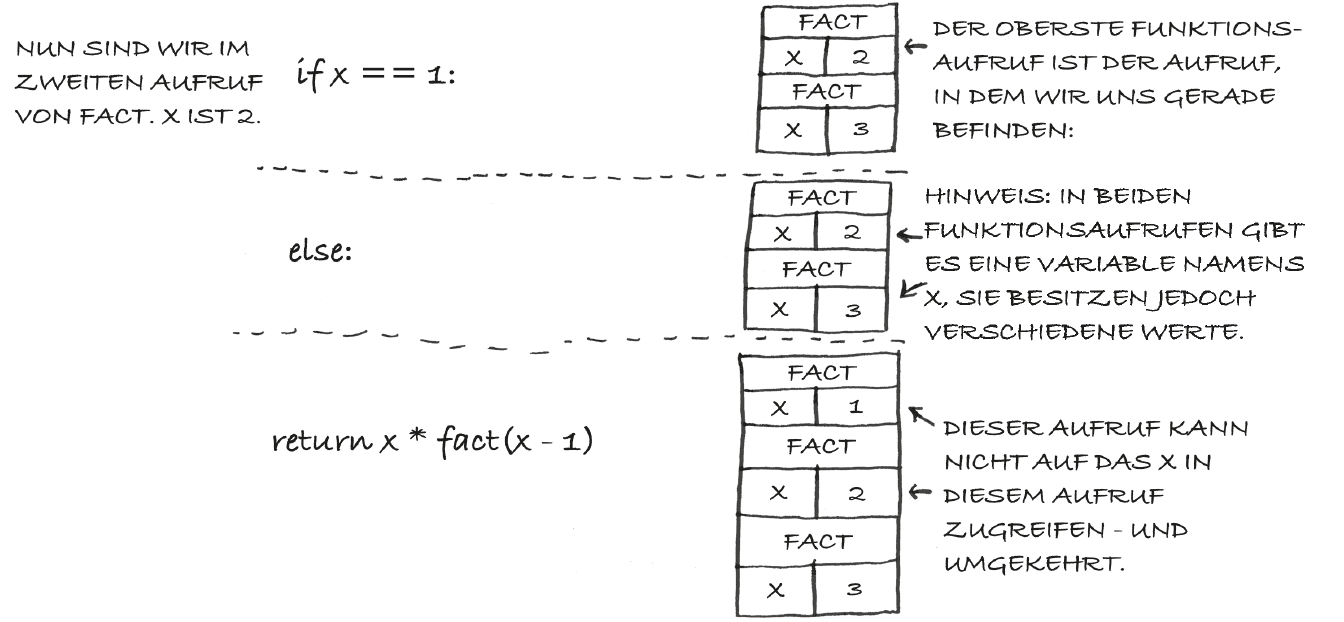 NUN SIND WIR IM
ZWEITEN AUFRUF
VON FACT. X IST 2.
if x == 1:
FACT
X 2
FACT
X 3
DER OBERSTE FUNKTIONS-
AUFRUF IST DER AUFRUF,
IN DEM WIR UNS GERADE
BEFINDEN:
else:
FACT
X 2
FACT
X 3
HINWEIS: IN BEIDEN
FUNKTIONSAUFRUFEN GIBT
ES EINE VARIABLE NAMENS
X, SIE BESITZEN JEDOCH
VERSCHIEDENE WERTE.
return x * fact(x - 1)
FACT
X 1
FACT
X 2
FACT
X 3
DIESER AUFRUF KANN
NICHT AUF DAS X IN
DIESEM AUFRUF
ZUGREIFEN - UND
UMGEKEHRT.